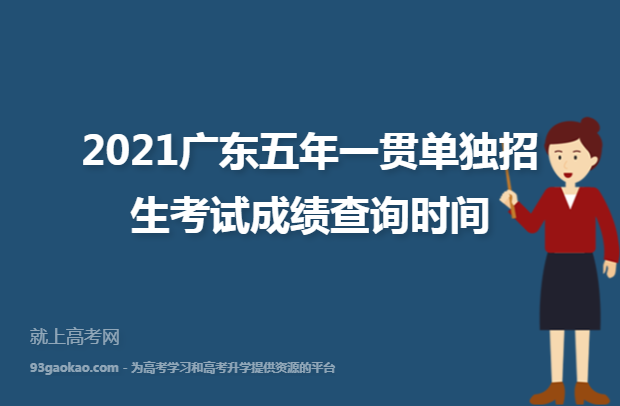 2021广东五年一贯单独招
生考试成绩查询时间
就上高考网
93gaokao.com - 为高考学习和高考升学提供资源的平台